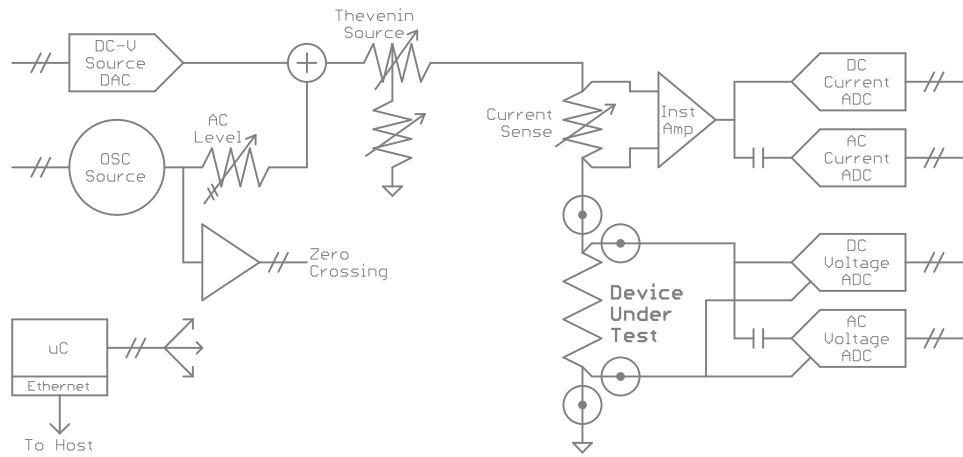 Thevenin
Source
DC-V
Source
DAC
+
DC
Current
ADC
Current
Sense
Inst
Amp
AC
Level
AC
Current
ADC
OSC
Source
DC
Voltage
ADC
Zero
Crossing
Device
Under
Test
AC
Voltage
ADC
uC
Ethernet
To Host